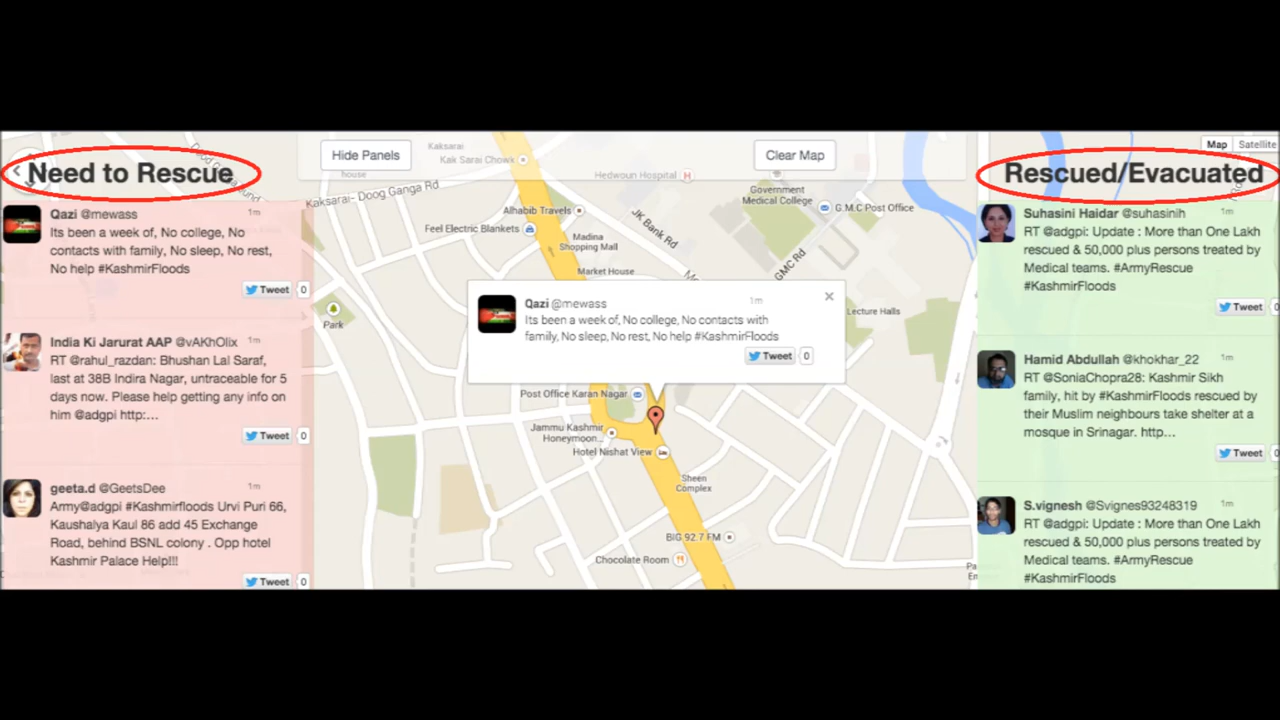 Need to Rescue
Qazi @mewass 1m
Its been a week of, No college, No
contacts with family, No sleep, No rest,
No help #KashmirFloods
Tweet 0
India Ki Jarurat AAP @vAKhOlix 1m
RT @rahul_razdan: Bhushan Lal Saraf,
last at 38B Indira Nagar, untraceable for 5
days now. Please help getting any info on
him @adgpi http:...
Tweet 0
geeta.d @GeetsDee 1m
Army@adgpi #Kashmirfloods Urvi Puri 66,
Kaushalya Kaul 86 add 45 Exchange
Road, behind BSNL colony . Opp hotel
Kashmir Palace Help!!!
Tweet 0
Hide Panels
Clear Map
house
Kaksarai
Kak Sarai Chowk
Kaksarai- Doog Ganga Rd
Hedwoun Hospital H
Government
Medical College
G.M.C Post Office
Alhabib Travels
Feel Electric Blankets
Madina
Shopping Mall
JK Bank Rd
Market House
GMC Rd
Park
Lecture Halls
Qazi @mewass 1m
Its been a week of, No college, No contacts with
family, No sleep, No rest, No help #KashmirFloods
Tweet 0
Post Office Karan Nagar
Jammu Kashmir
Honeymoon...
Hotel Nishat View
Sheen
Complex
BIG 92.7 FM
Chocolate Room
Map Satellite
Rescued/Evacuated
Suhasini Haidar @suhasinih 1m
RT @adgpi: Update : More than One Lakh
rescued & 50,000 plus persons treated by
Medical teams. #ArmyRescue
#KashmirFloods
Tweet 0
Hamid Abdullah @khokhar_22 1m
RT @SoniaChopra28: Kashmir Sikh
family, hit by #KashmirFloods rescued by
their Muslim neighbours take shelter at a
mosque in Srinagar. http...
Tweet 0
S.vignesh @Svignes93248319 1m
RT @adgpi: Update : More than One Lakh
rescued & 50,000 plus persons treated by
Medical teams. #ArmyRescue
#KashmirFloods